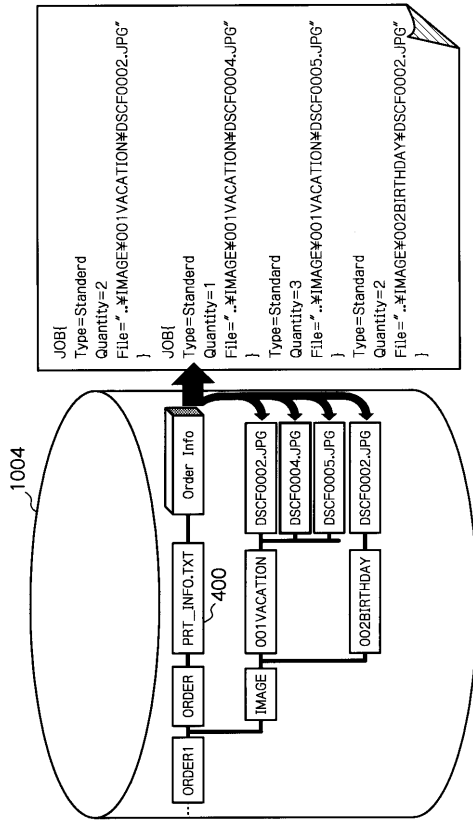 1004
ORDER1
ORDER
PRT_INFO.TXT
Order Info
400
IMAGE
001VACATION
DSCF0002.JPG
DSCF0004.JPG
DSCF0005.JPG
002BIRTHDAY
DSCF0002.JPG
JOB{
Type=Standerd
Quantity=2
File="..¥IMAGE¥001VACATION¥DSCF0002.JPG"
}
JOB{
Type=Standerd
Quantity=1
File="..¥IMAGE¥001VACATION¥DSCF0004.JPG"
}
Type=Standerd
Quantity=3
File="..¥IMAGE¥001VACATION¥DSCF0005.JPG"
}
Type=Standerd
Quantity=2
File="..¥IMAGE¥002BIRTHDAY¥DSCF0002.JPG"
}